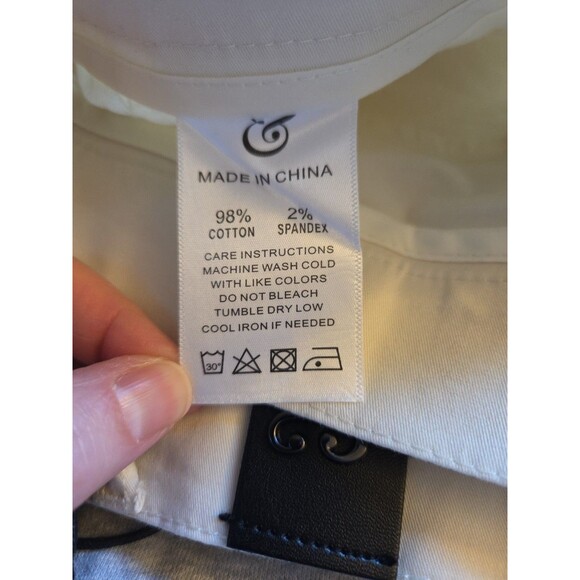 MADE IN CHINA
98% 2%
COTTON SPANDEX
CARE INSTRUCTIONS
MACHINE WASH COLD
WITH LIKE COLORS
DO NOT BLEACH
TUMBLE DRY LOW
COOL IRON IF NEEDED
30°